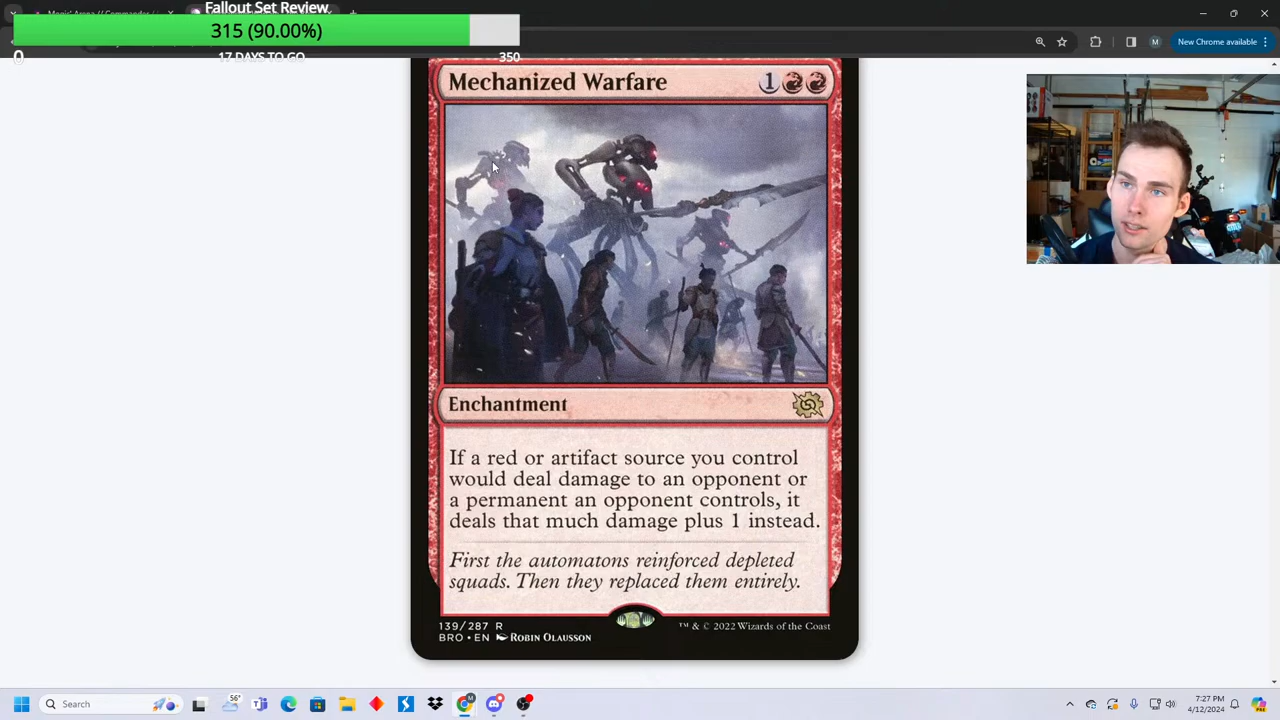 Fallout Set Review
315 (90.00%)
0
17 DAYS TO GO
350
New Chrome available
Mechanized Warfare
1
Enchantment
If a red or artifact source you control
would deal damage to an opponent or
a permanent an opponent controls, it
deals that much damage plus 1 instead.
First the automatons reinforced depleted
squads. Then they replaced them entirely.
139/287 R
BRO • EN Robin Olausson
™ & © 2022 Wizards of the Coast
Search
56°
7:27 PM
4/12/2024